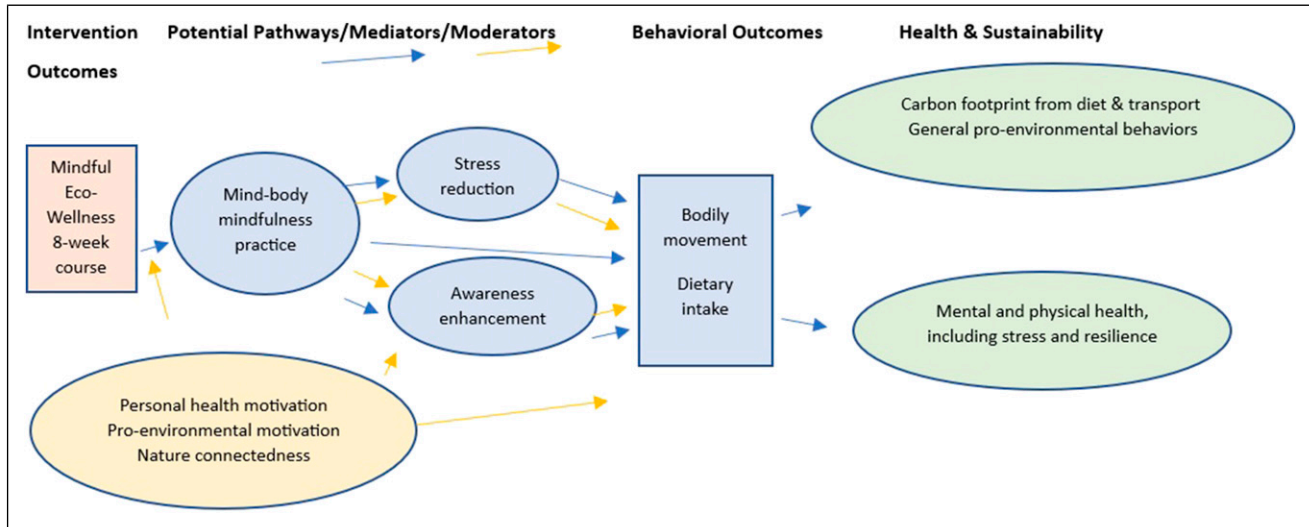 Intervention Potential Pathways/Mediators/Moderators Behavioral Outcomes Health & Sustainability
Outcomes
Mindful
Eco-
Wellness
8-week
course
Mind-body
mindfulness
practice
Stress
reduction
Awareness
enhancement
Personal health motivation
Pro-environmental motivation
Nature connectedness
Bodily
movement
Dietary
intake
Carbon footprint from diet & transport
General pro-environmental behaviors
Mental and physical health,
including stress and resilience